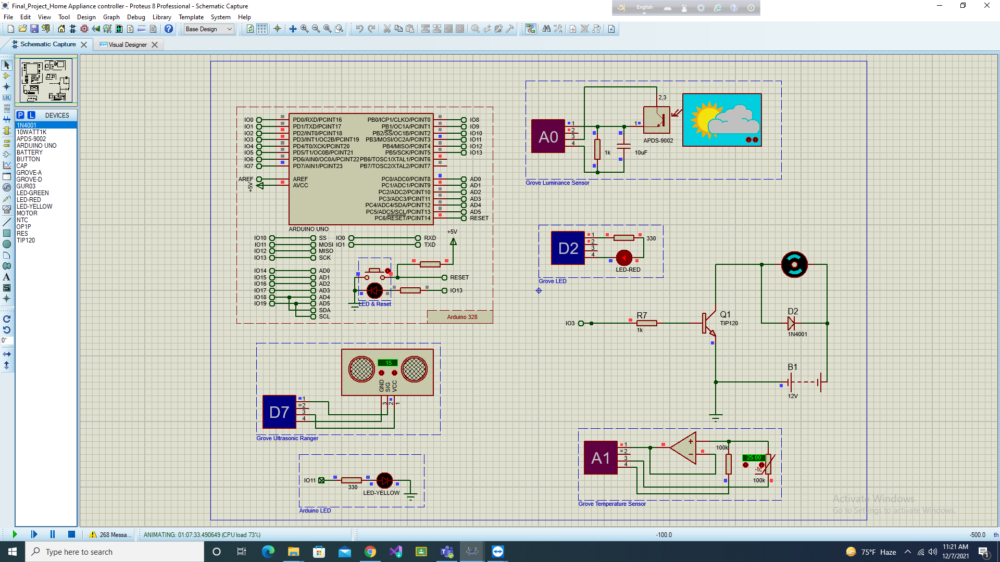 Final_Project_Home Appliance controller - Proteus 8 Professional - Schematic Capture
English
File Edit View Tool Design Graph Debug Library Template System Help
Base Design
Schematic Capture
Visual Designer
P L DEVICES
1N4001
10WATT1K
APDS-9002
ARDUINO UNO
BATTERY
BUTTON
CAP
GROVE-A
GROVE-D
GUR03
LED-GREEN
LED-RED
LED-YELLOW
MOTOR
NTC
OP1P
RES
TIP120
LBL
0°
IO0 PD0/RXD/PCINT16 PB0/ICP1/CLKO/PCINT0 IO8
IO1 PD1/TXD/PCINT17 PB1/OC1A/PCINT1 IO9
IO2 PD2/INT0/PCINT18 PB2/SS/OC1B/PCINT2 IO10
IO3 PD3/INT1/OC2B/PCINT19 PB3/MOSI/OC2A/PCINT3 IO11
IO4 PD4/T0/XCK/PCINT20 PB4/MISO/PCINT4 IO12
IO5 PD5/T1/OC0B/PCINT21 PB5/SCK/PCINT5 IO13
IO6 PD6/AIN0/OC0A/PCINT22 PB6/TOSC1/XTAL1/PCINT6
IO7 PD7/AIN1/PCINT23 PB7/TOSC2/XTAL2/PCINT7
AREF AREF PC0/ADC0/PCINT8 AD0
+5V AVCC PC1/ADC1/PCINT9 AD1
PC2/ADC2/PCINT10 AD2
PC3/ADC3/PCINT11 AD3
PC4/ADC4/SDA/PCINT12 AD4
PC5/ADC5/SCL/PCINT13 AD5
PC6/RESET/PCINT14 RESET
ARDUINO UNO
+5V
IO10 SS IO0 RXD
IO11 MOSI IO1 TXD
IO12 MISO
IO13 SCK
IO14 AD0
IO15 AD1
IO16 AD2
IO17 AD3
IO18 AD4
IO19 AD5
SDA
SCL
RESET
IO13
LED & Reset
Arduino 328
2,3
A0
1
2
3
4
1
APDS-9002
1k
10uF
Grove Luminance Sensor
D2
1
2
3
4
330
LED-RED
Grove LED
IO3
R7
1k
Q1
TIP120
D2
1N4001
B1
12V
15
GND
SIG
VCC
3
2
1
D7
1
2
3
4
Grove Ultrasonic Ranger
IO11
330
LED-YELLOW
Arduino LED
A1
1
2
3
4
100k
25.00
-tc
100k
Grove Temperature Sensor
Activate Windows
Go to Settings to activate Windows.
268 Messa...
ANIMATING: 01:07:33.490649 (CPU load 73%)
-100.0
-500.0
th
Type here to search
75°F Haze
11:21 AM
12/7/2021
1